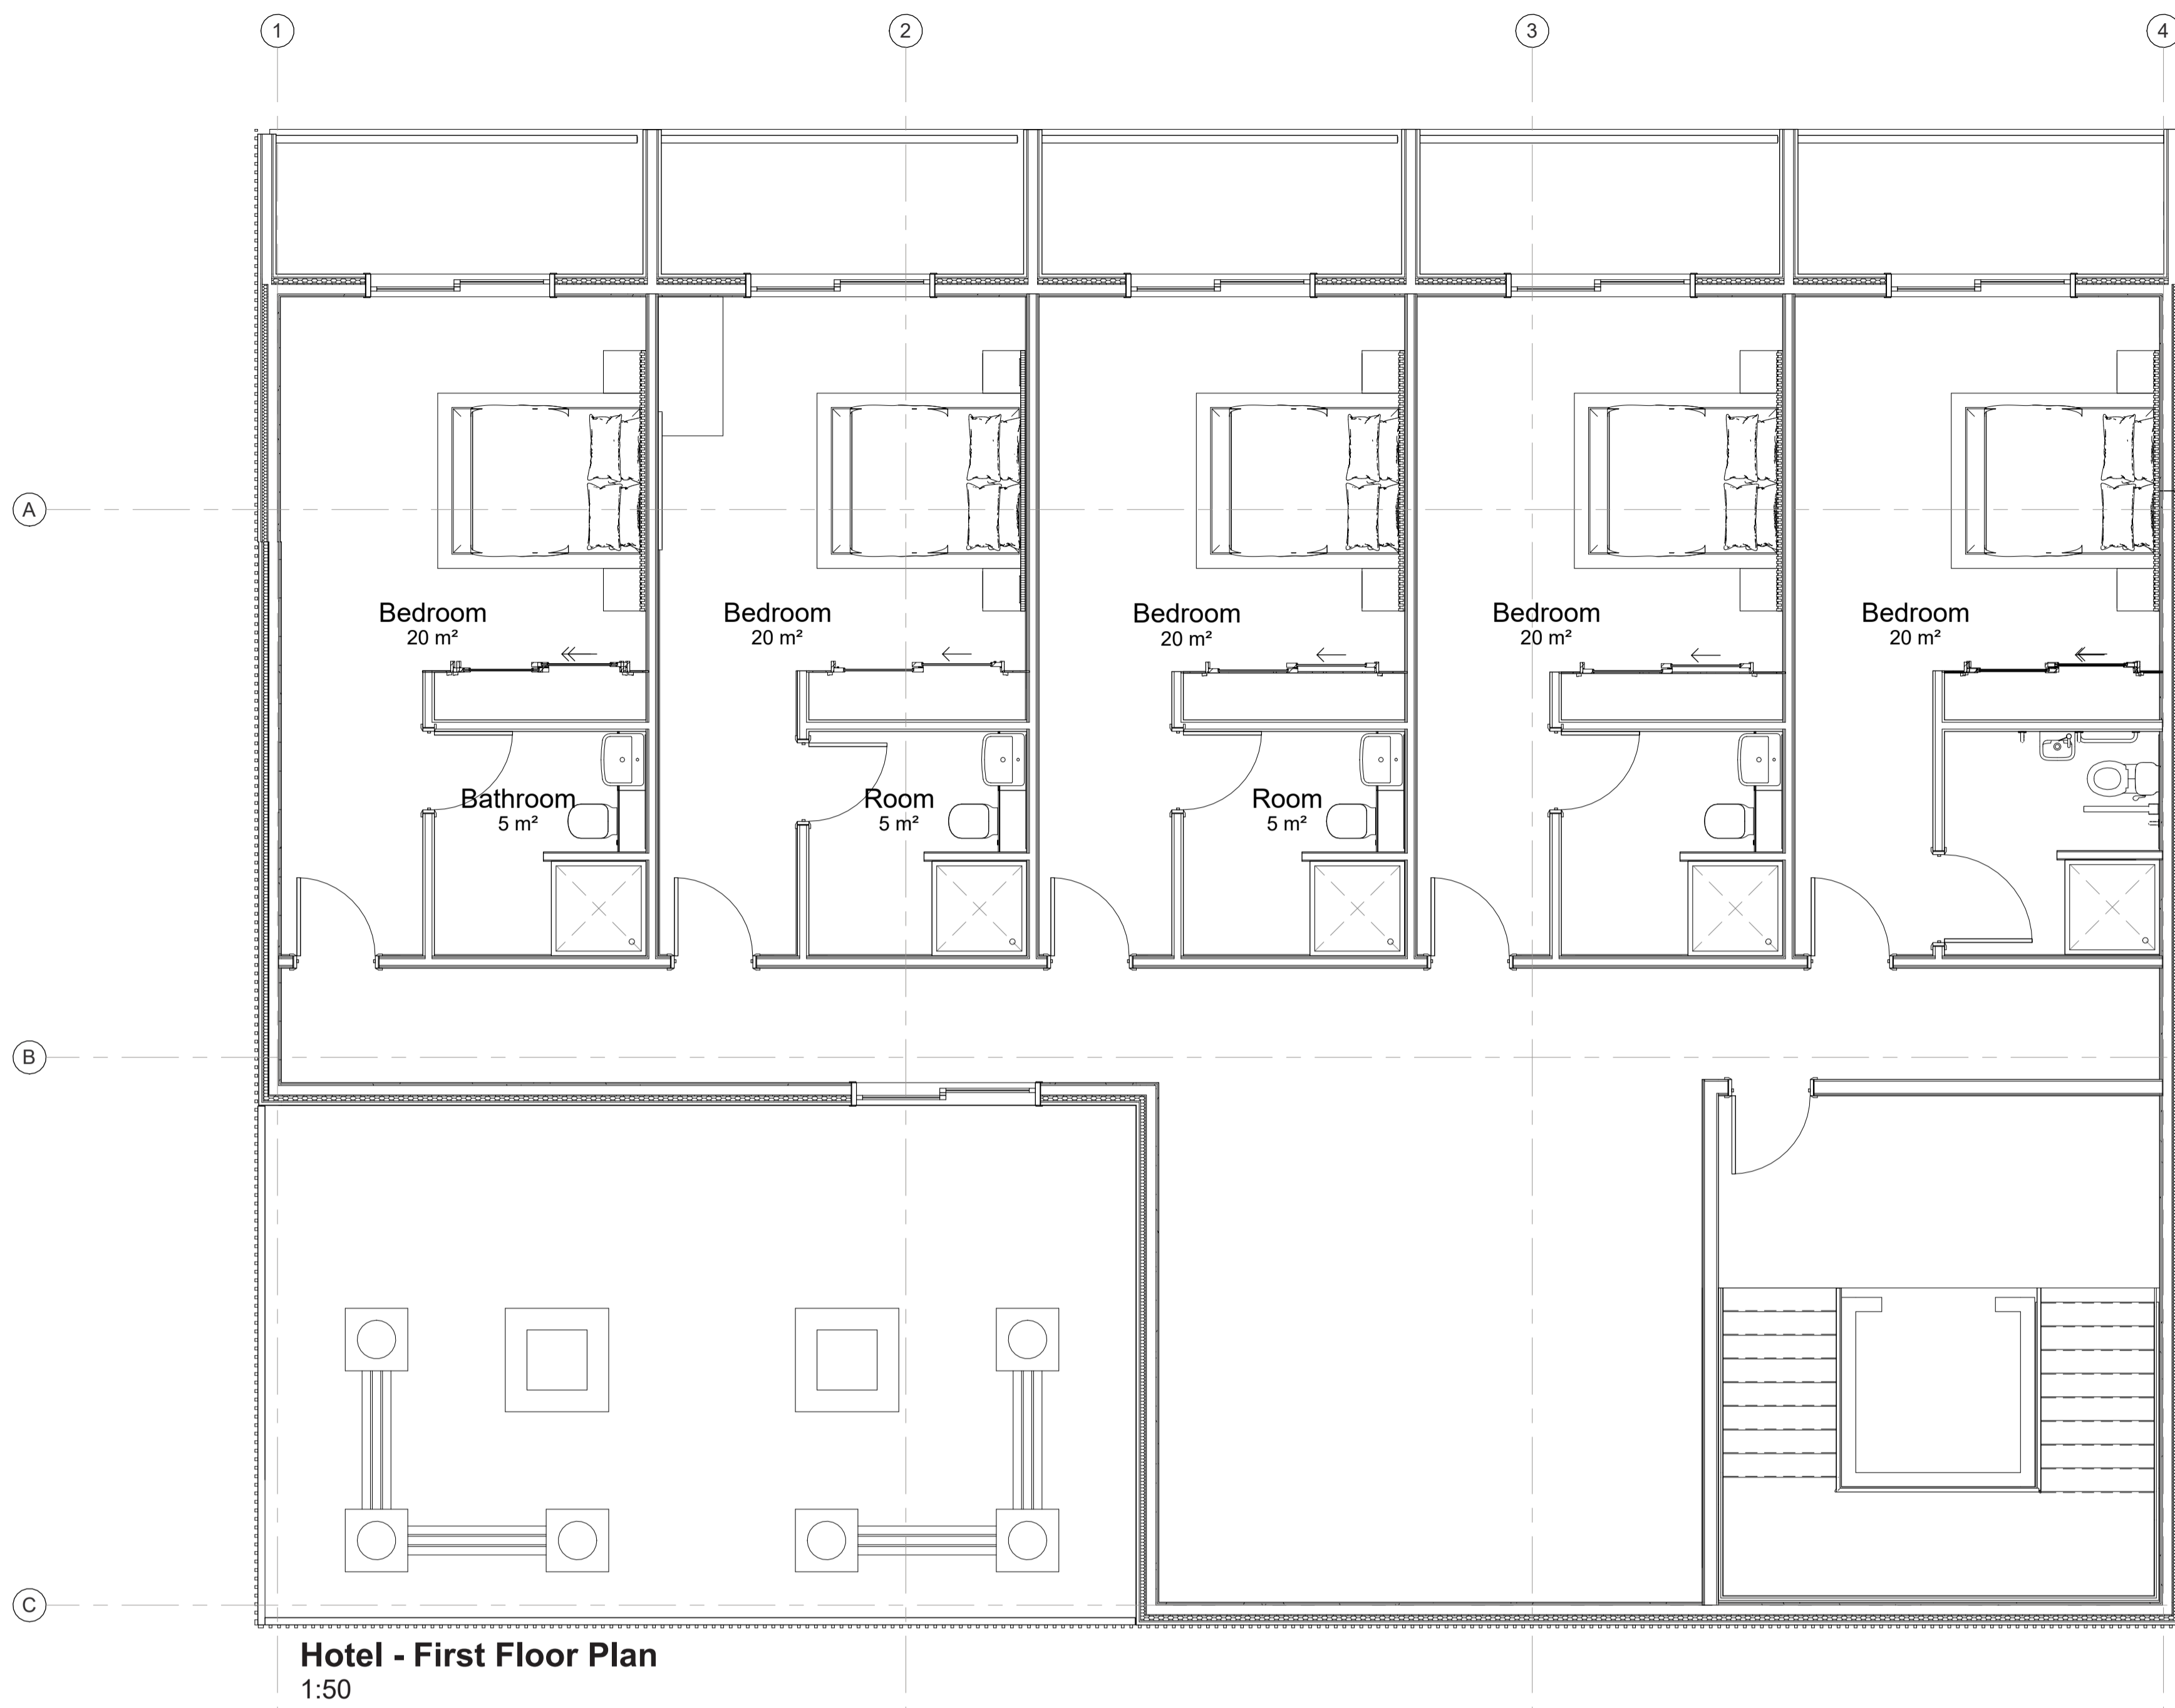 1
2
3
4
A
Bedroom
20 m²
Bedroom
20 m²
Bedroom
20 m²
Bedroom
20 m²
Bedroom
20 m²
Bathroom
5 m²
Room
5 m²
Room
5 m²
B
C
Hotel - First Floor Plan
1:50